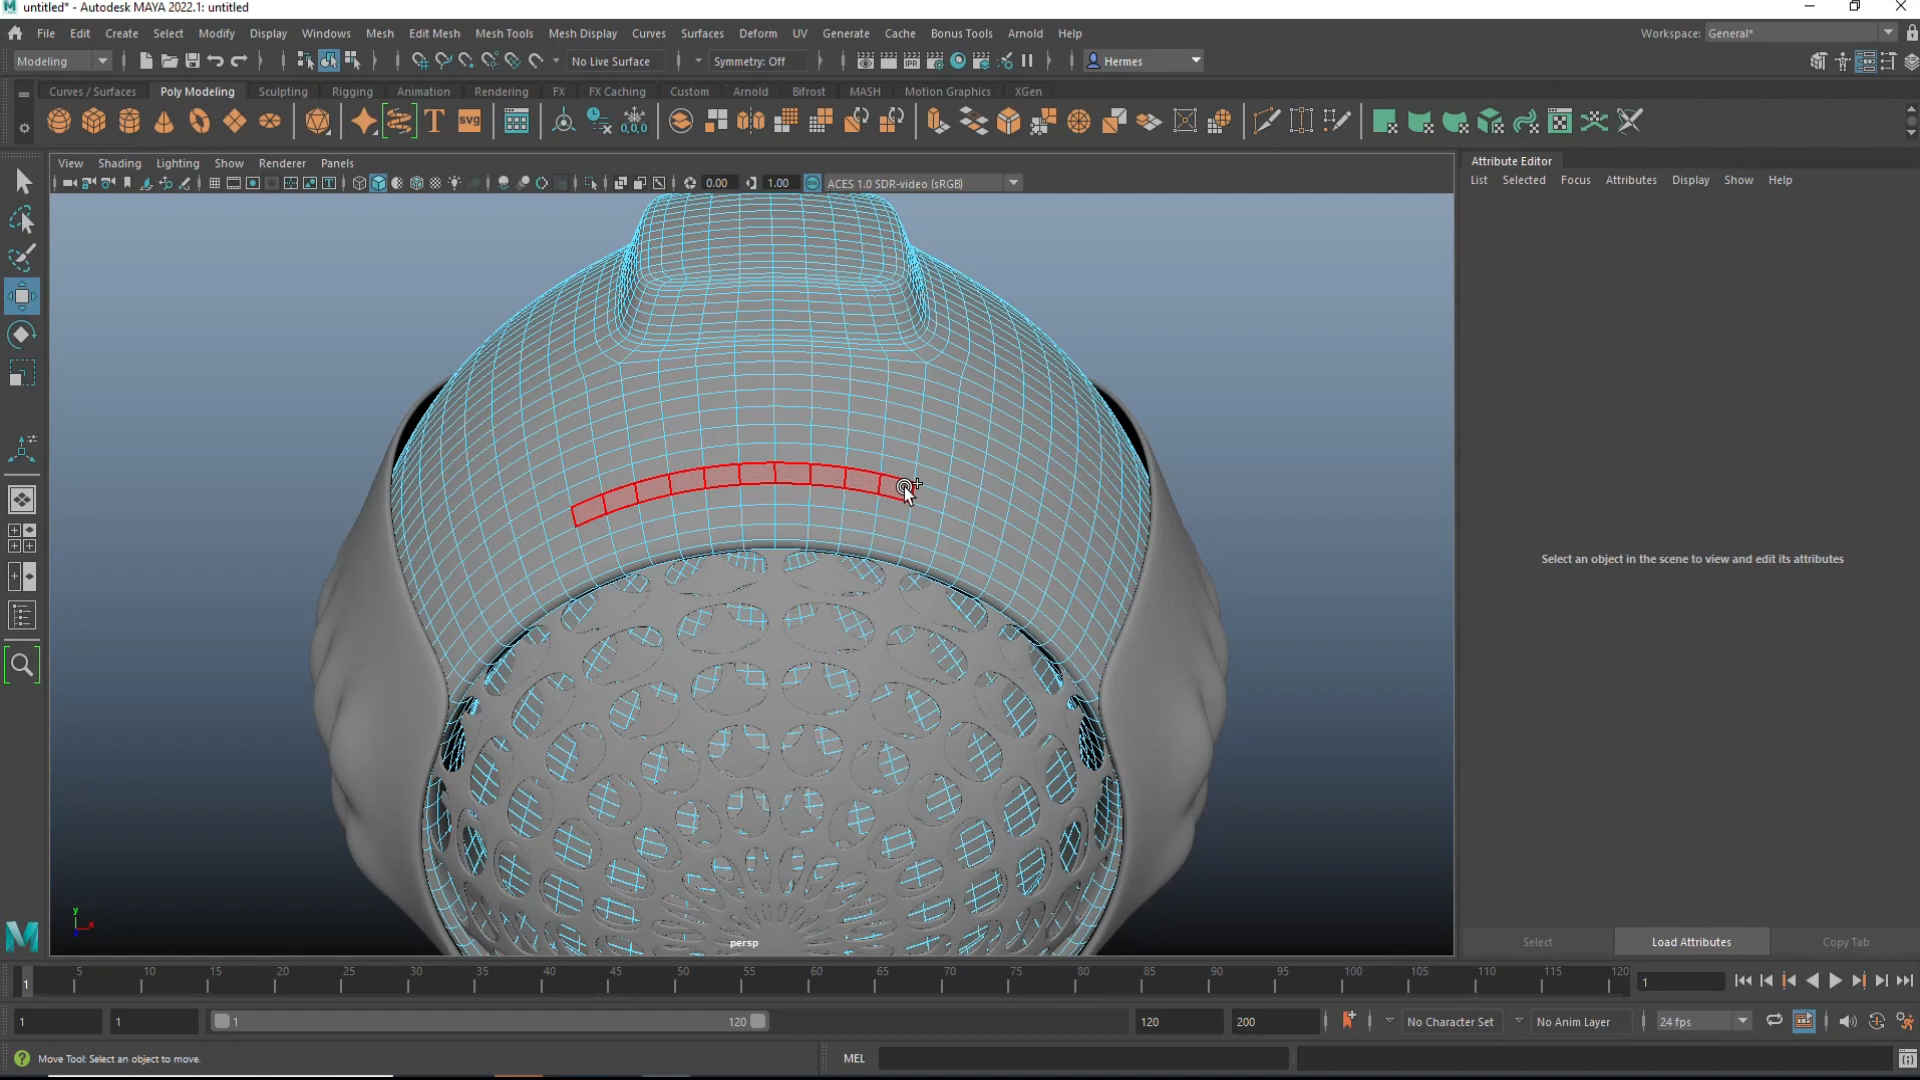 untitled* - Autodesk MAYA 2022.1: untitled
File Edit Create Select Modify Display Windows Mesh Edit Mesh Mesh Tools Mesh Display Curves Surfaces Deform UV Generate Cache Bonus Tools Arnold Help Workspace: General*
Modeling No Live Surface Symmetry: Off IPR Hermes
Curves / Surfaces Poly Modeling Sculpting Rigging Animation Rendering FX FX Caching Custom Arnold Bifrost MASH Motion Graphics XGen
T SVG 0,0,0
View Shading Lighting Show Renderer Panels
0.00 1.00 ACES 1.0 SDR-video (sRGB)
Attribute Editor
List Selected Focus Attributes Display Show Help
Select an object in the scene to view and edit its attributes
y
x
persp
Select Load Attributes Copy Tab
5 10 15 20 25 30 35 40 45 50 55 60 65 70 75 80 85 90 95 100 105 110 115 120
1 1
1 1 1 120 120 200 No Character Set No Anim Layer 24 fps
Move Tool: Select an object to move. MEL